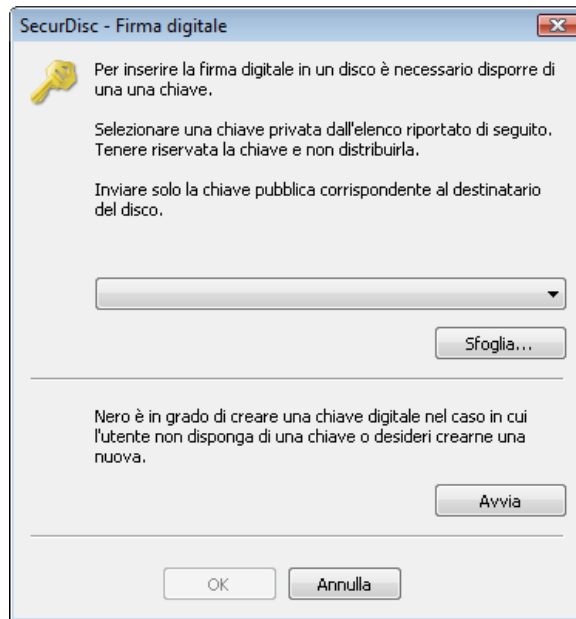 SecurDisc - Firma digitale
Per inserire la firma digitale in un disco è necessario disporre di
una una chiave.
Selezionare una chiave privata dall'elenco riportato di seguito.
Tenere riservata la chiave e non distribuirla.
Inviare solo la chiave pubblica corrispondente al destinatario
del disco.
Sfoglia...
Nero è in grado di creare una chiave digitale nel caso in cui
l'utente non disponga di una chiave o desideri crearne una
nuova.
Avvia
OK
Annulla